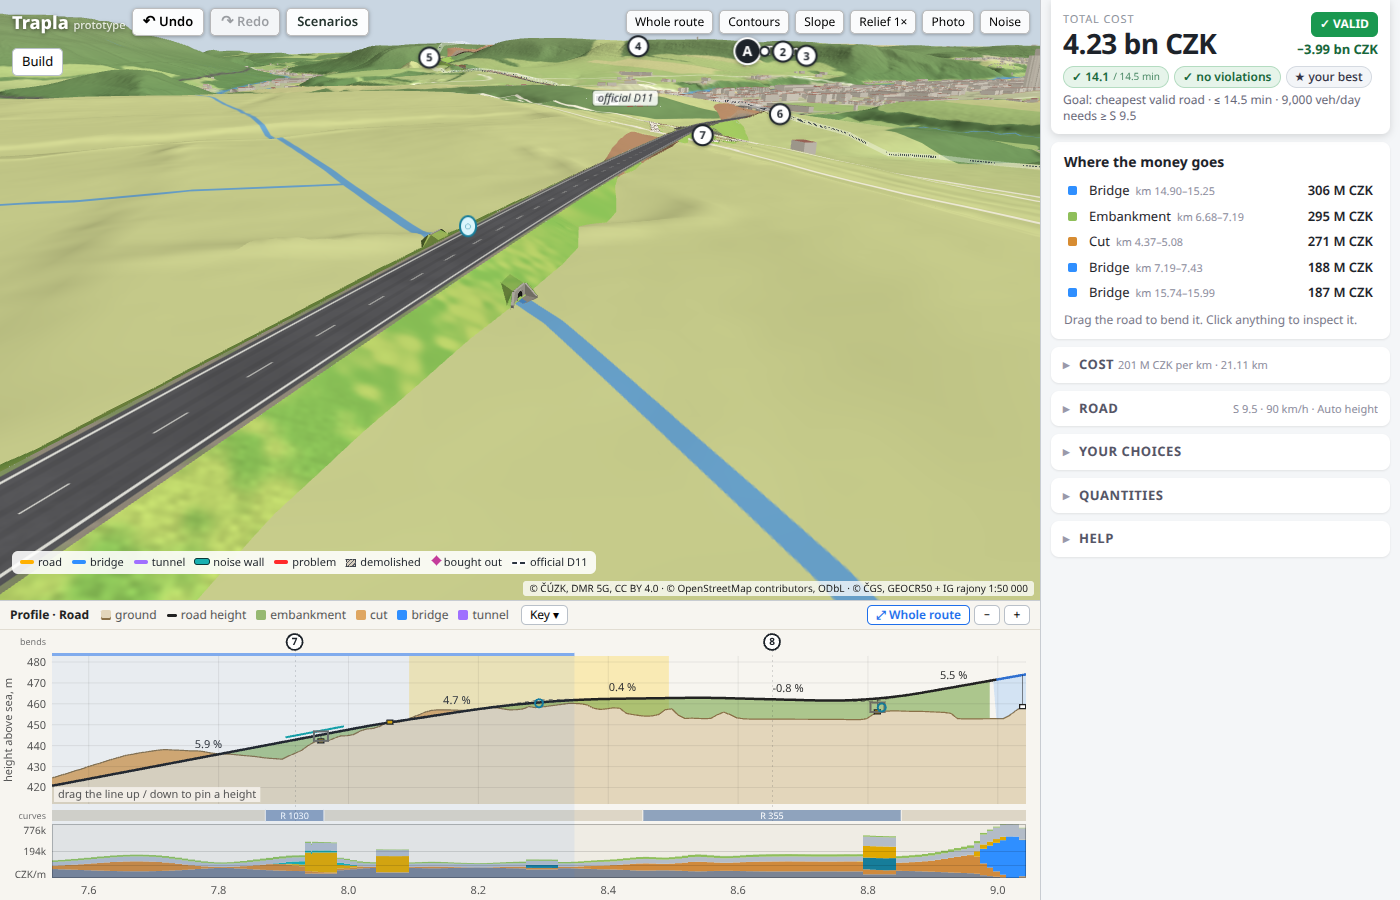 Trapla prototype
↶ Undo
↷ Redo
Scenarios
Whole route
Contours
Slope
Relief 1×
Photo
Noise
Build
5
4
A
2
3
official D11
6
7
road
bridge
tunnel
noise wall
problem
demolished
bought out
official D11
© ČÚZK, DMR 5G, CC BY 4.0 · © OpenStreetMap contributors, ODbL · © ČGS, GEOCR50 + IG rajony 1:50 000
TOTAL COST
4.23 bn CZK
✓ VALID
−3.99 bn CZK
✓ 14.1 / 14.5 min
✓ no violations
★ your best
Goal: cheapest valid road · ≤ 14.5 min · 9,000 veh/day
needs ≥ S 9.5
Where the money goes
Bridge km 14.90–15.25 306 M CZK
Embankment km 6.68–7.19 295 M CZK
Cut km 4.37–5.08 271 M CZK
Bridge km 7.19–7.43 188 M CZK
Bridge km 15.74–15.99 187 M CZK
Drag the road to bend it. Click anything to inspect it.
▸ COST 201 M CZK per km · 21.11 km
▸ ROAD S 9.5 · 90 km/h · Auto height
▸ YOUR CHOICES
▸ QUANTITIES
▸ HELP
Profile · Road
ground
road height
embankment
cut
bridge
tunnel
Key ▾
⤢ Whole route
−
+
bends
7
8
height above sea, m
480
470
460
450
440
430
420
5.9 %
4.7 %
0.4 %
-0.8 %
5.5 %
drag the line up / down to pin a height
curves
R 1030
R 355
776k
194k
CZK/m
7.6
7.8
8.0
8.2
8.4
8.6
8.8
9.0